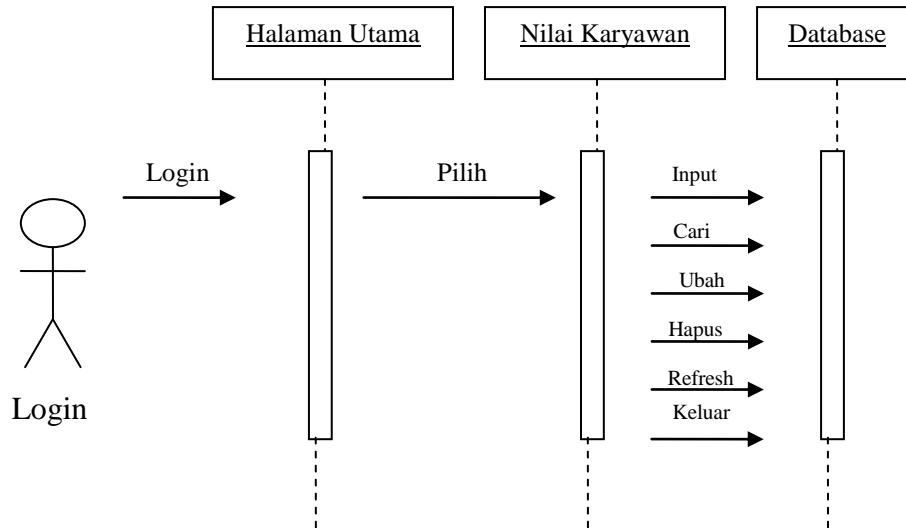 Halaman Utama
Nilai Karyawan
Database
Login
Pilih
Input
Cari
Ubah
Hapus
Refresh
Keluar
Login